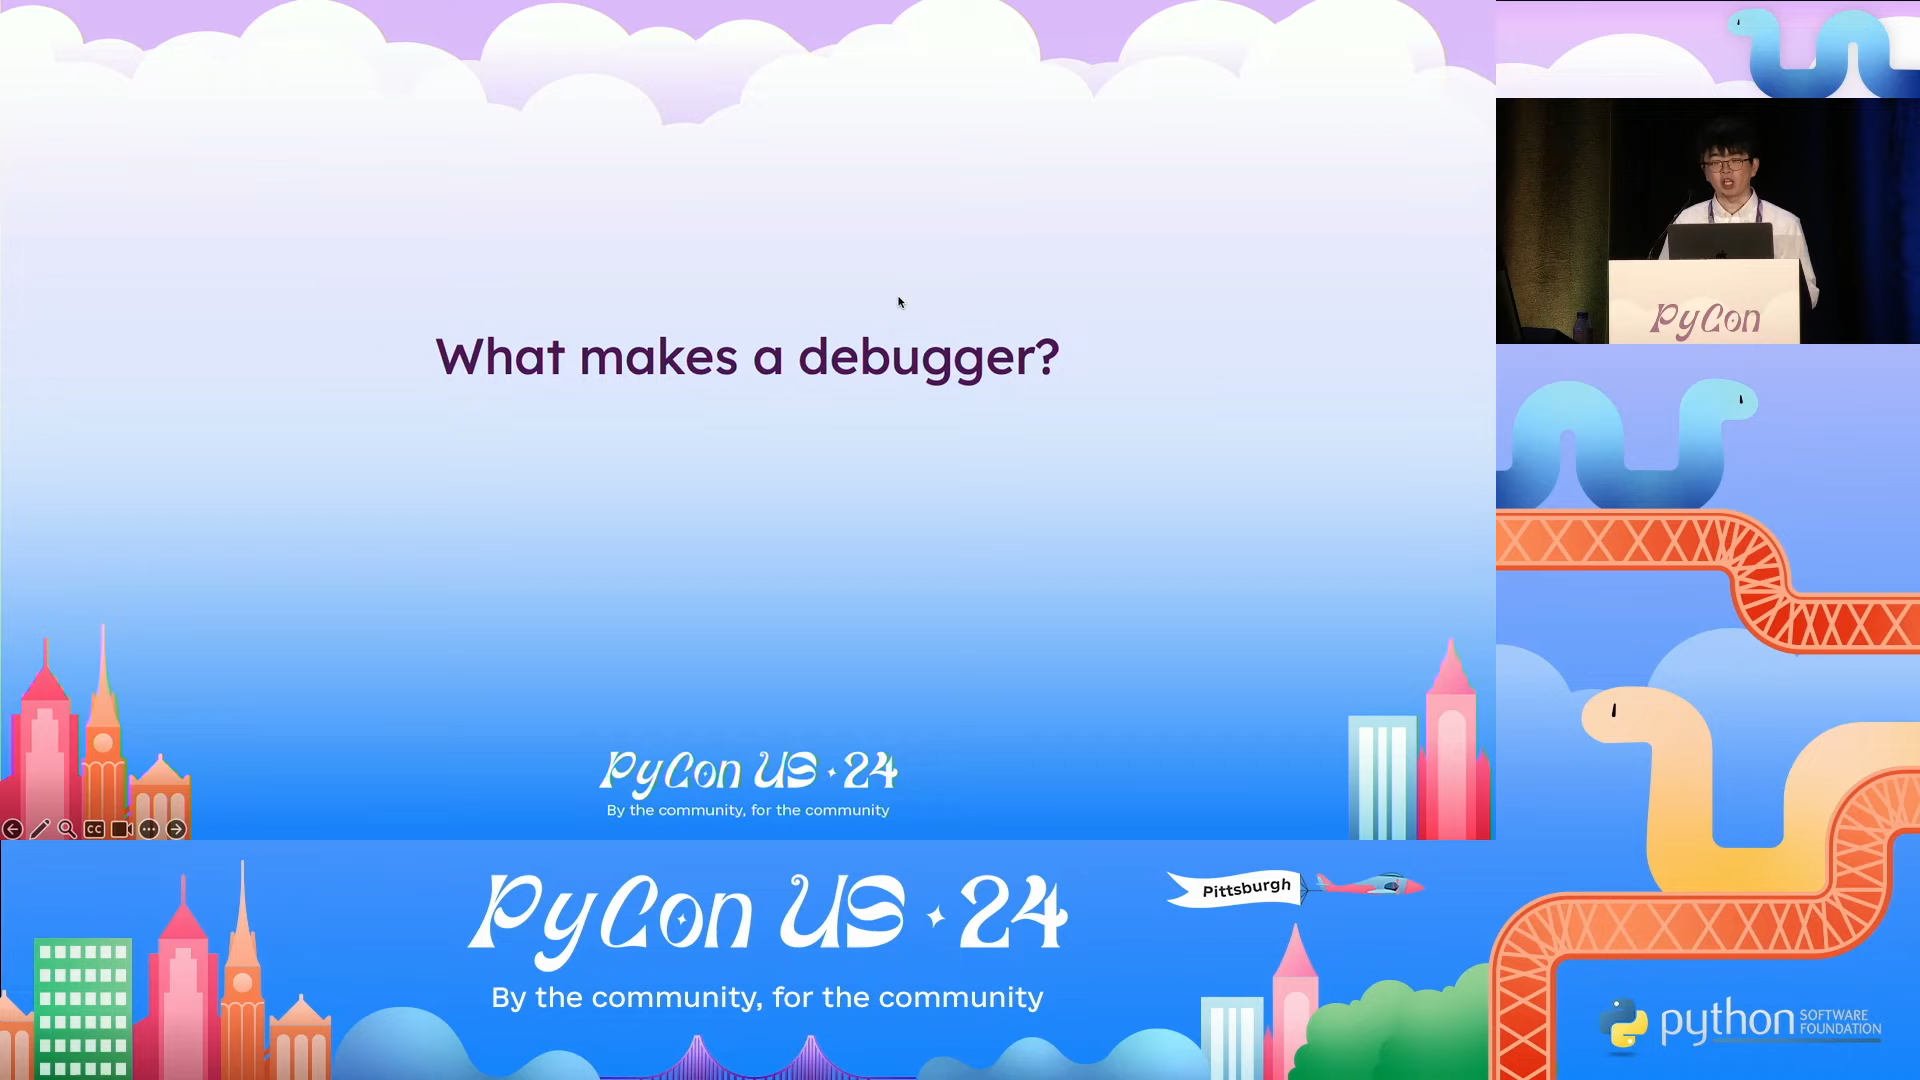 What makes a debugger?
PyCon US 24
By the community, for the community
CC
PyCon
PyCon US 24
By the community, for the community
Pittsburgh
python SOFTWARE
FOUNDATION